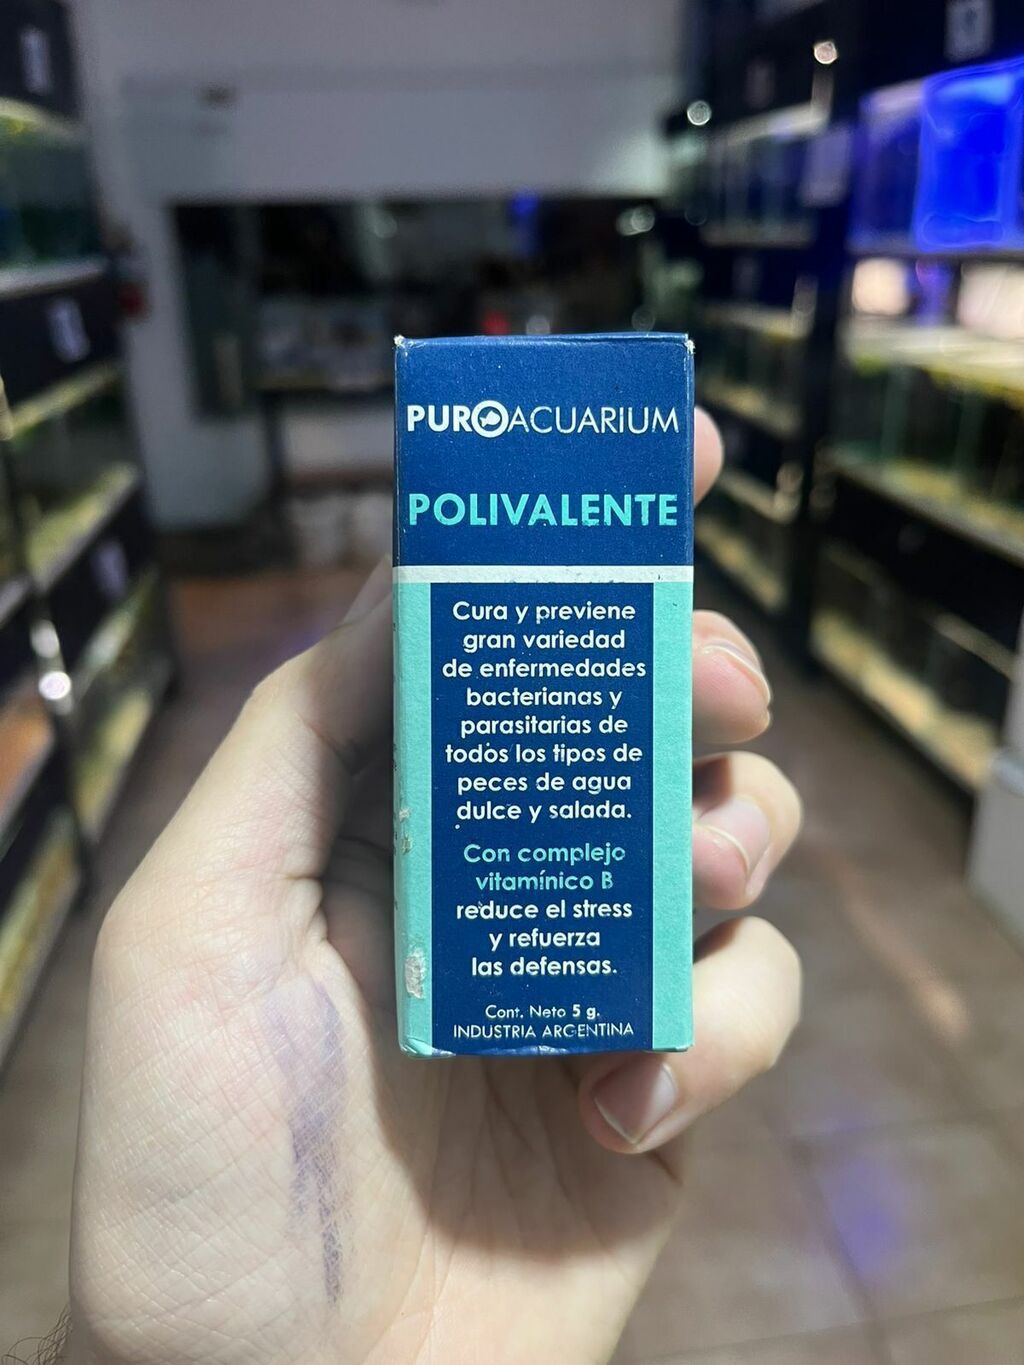 PUROACUARIUM
POLIVALENTE
Cura y previene
gran variedad
de enfermedades
bacterianas y
parasitarias de
todos los tipos de
peces de agua
dulce y salada.
Con complejo
vitamínico B
reduce el stress
y refuerza
las defensas.
Cont. Neto 5 g.
INDUSTRIA ARGENTINA